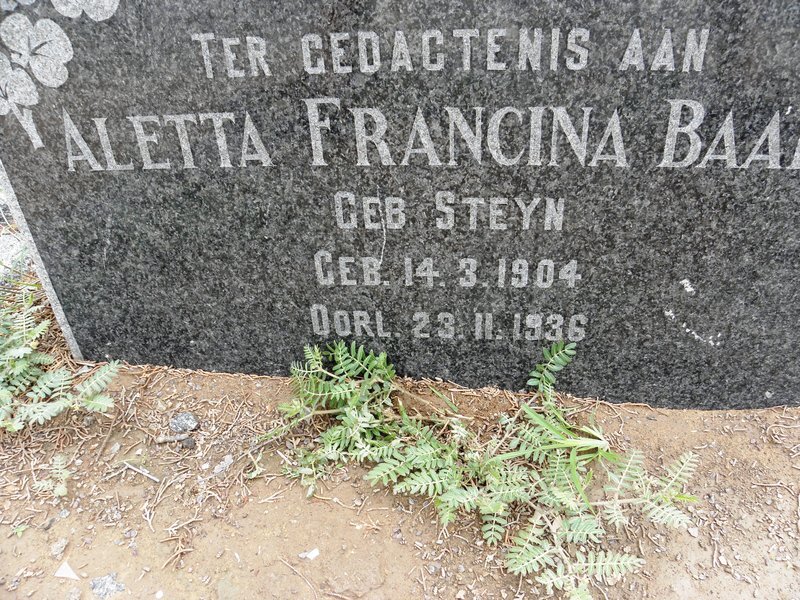 TER GEDACTENIS AAN
ALETTA FRANCINA
GEB STEYN
GEB. 14. 3. 1904
OORL. 23. 11. 1936